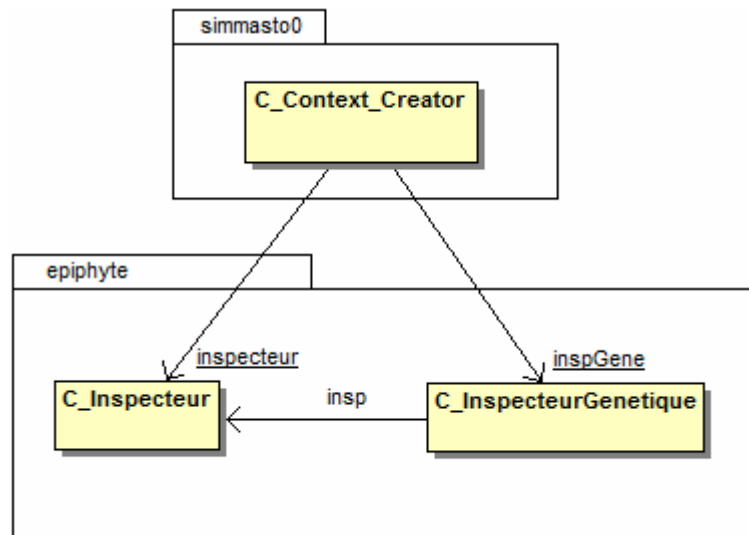 simmasto0
C_Context_Creator
epiphyte
inspecteur
inspGene
C_Inspecteur
insp
C_InspecteurGenetique